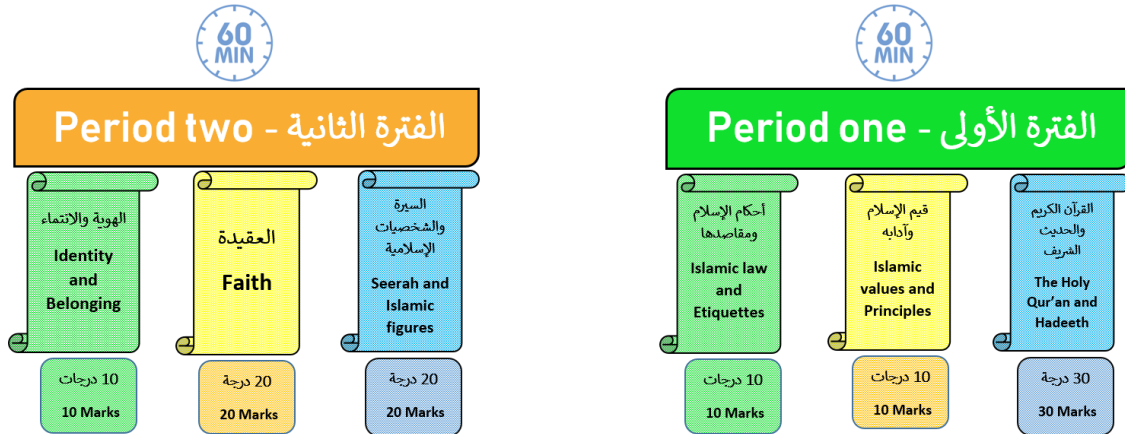 60
MIN
الفترة الأولى - Period one
القرآن الكريم
والحديث
الشريف
The Holy
Qur'an and
Hadeeth
30 درجة
30 Marks
قيم الإسلام
وآدابه
Islamic
values and
Principles
10 درجات
10 Marks
أحكام الإسلام
ومقاصدها
Islamic law
and
Etiquettes
10 درجات
10 Marks
60
MIN
الفترة الثانية - Period two
السيرة
والشخصيات
الإسلامية
Seerah and
Islamic
figures
20 درجة
20 Marks
العقيدة
Faith
20 درجة
20 Marks
الهوية والانتماء
Identity
and
Belonging
10 درجات
10 Marks